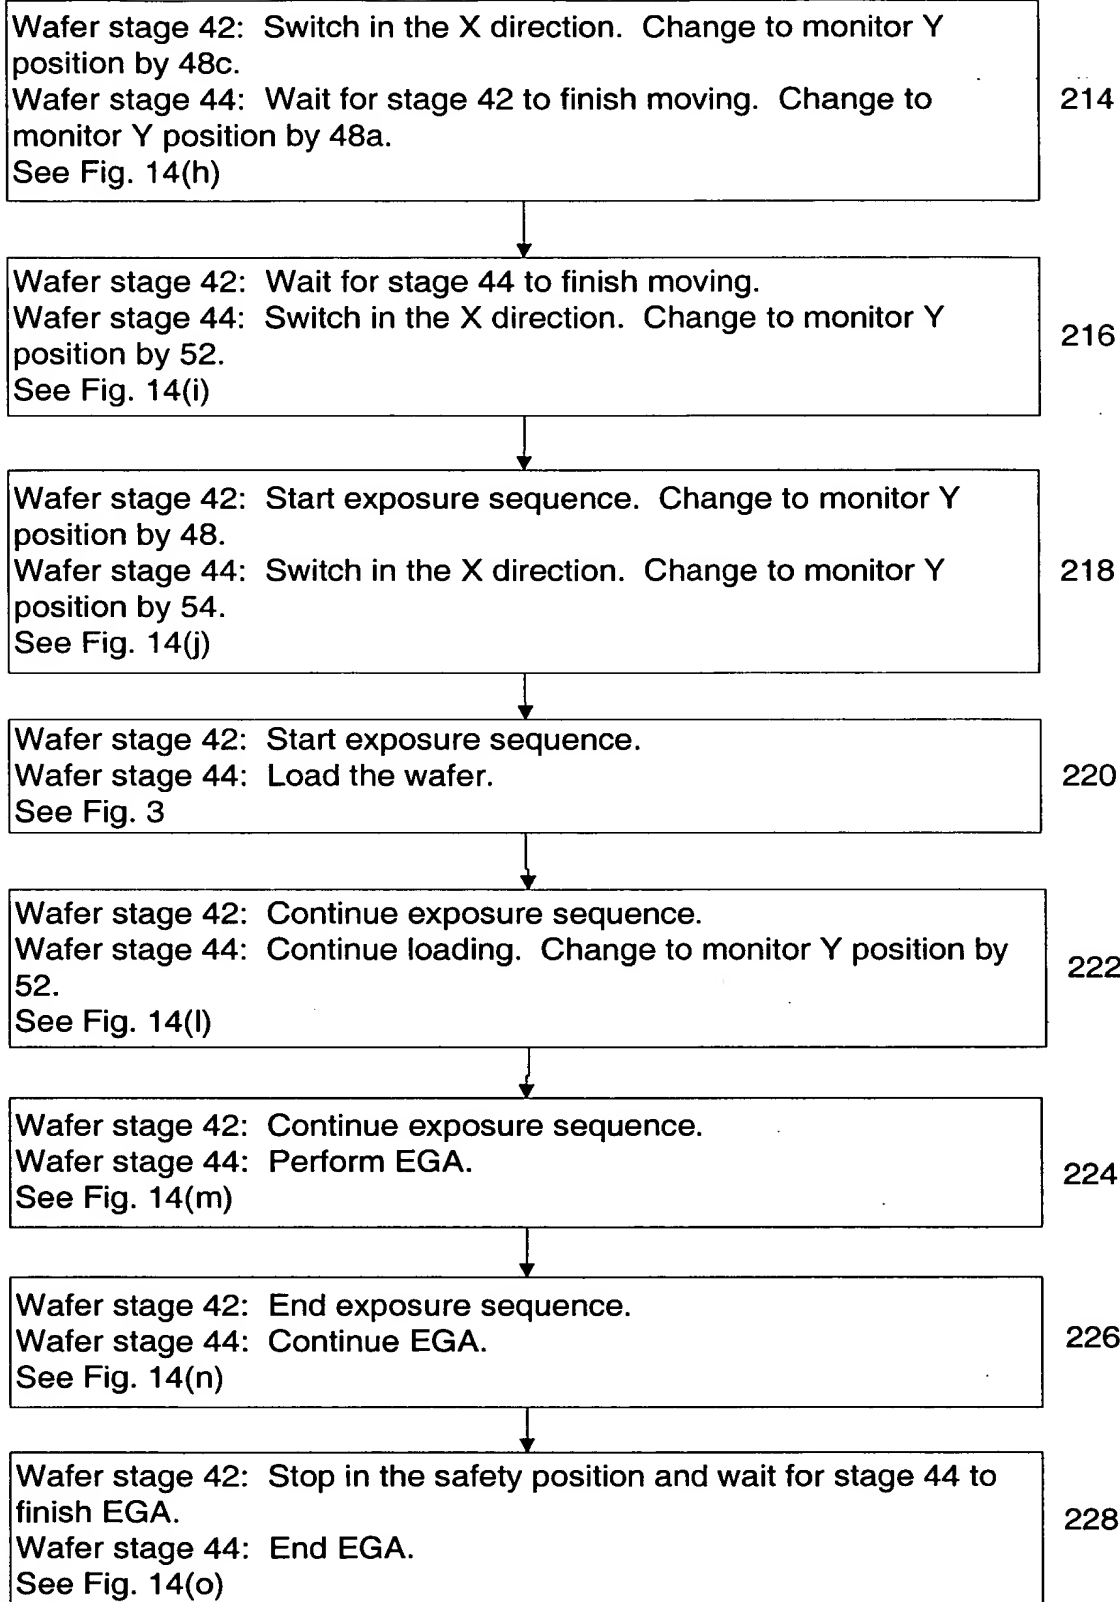 Wafer stage 42: Switch in the X direction. Change to monitor Y
position by 48c.
Wafer stage 44: Wait for stage 42 to finish moving. Change to
monitor Y position by 48a.
See Fig. 14(h)
214
Wafer stage 42: Wait for stage 44 to finish moving.
Wafer stage 44: Switch in the X direction. Change to monitor Y
position by 52.
See Fig. 14(i)
216
Wafer stage 42: Start exposure sequence. Change to monitor Y
position by 48.
Wafer stage 44: Switch in the X direction. Change to monitor Y
position by 54.
See Fig. 14(j)
218
Wafer stage 42: Start exposure sequence.
Wafer stage 44: Load the wafer.
See Fig. 3
220
Wafer stage 42: Continue exposure sequence.
Wafer stage 44: Continue loading. Change to monitor Y position by
52.
See Fig. 14(l)
222
Wafer stage 42: Continue exposure sequence.
Wafer stage 44: Perform EGA.
See Fig. 14(m)
224
Wafer stage 42: End exposure sequence.
Wafer stage 44: Continue EGA.
See Fig. 14(n)
226
Wafer stage 42: Stop in the safety position and wait for stage 44 to
finish EGA.
Wafer stage 44: End EGA.
See Fig. 14(o)
228